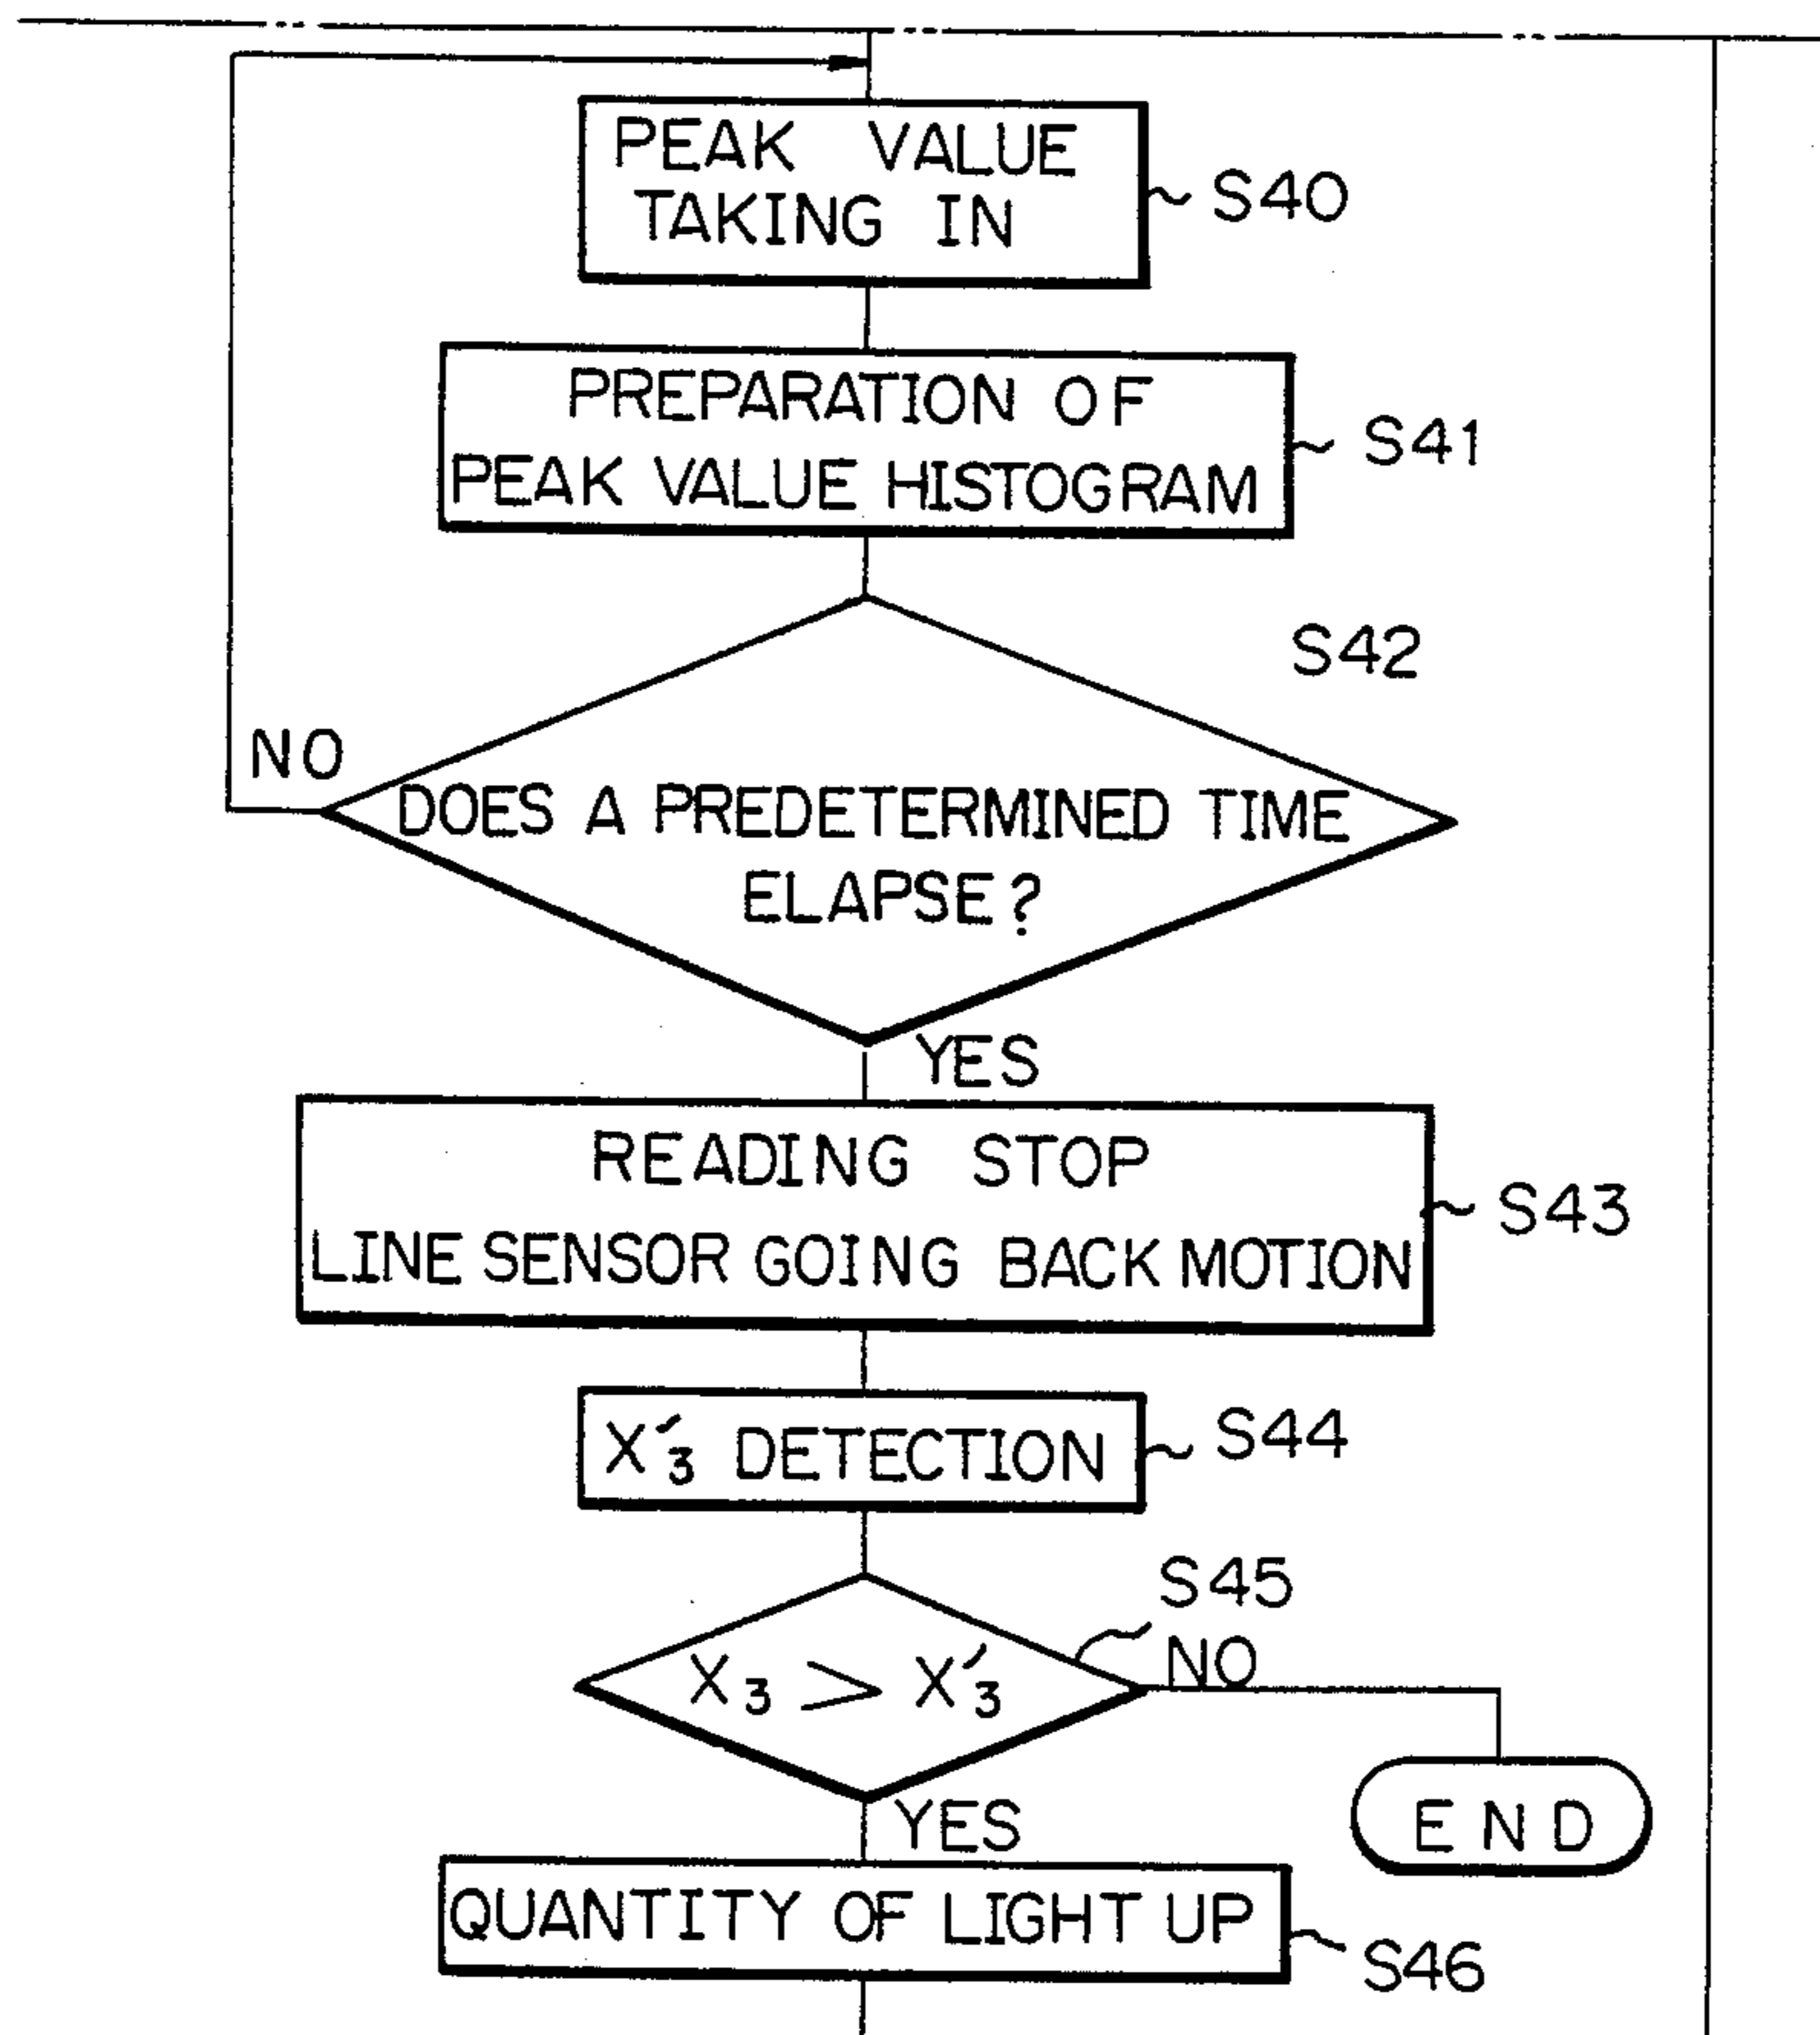 PEAK VALUE
TAKING IN
S40
PREPARATION OF
PEAK VALUE HISTOGRAM
S41
S42
NO
DOES A PREDETERMINED TIME
ELAPSE?
YES
READING STOP
LINE SENSOR GOING BACK MOTION
S43
X'₃ DETECTION
S44
S45
X₃ > X'₃
NO
YES
END
QUANTITY OF LIGHT UP
S46